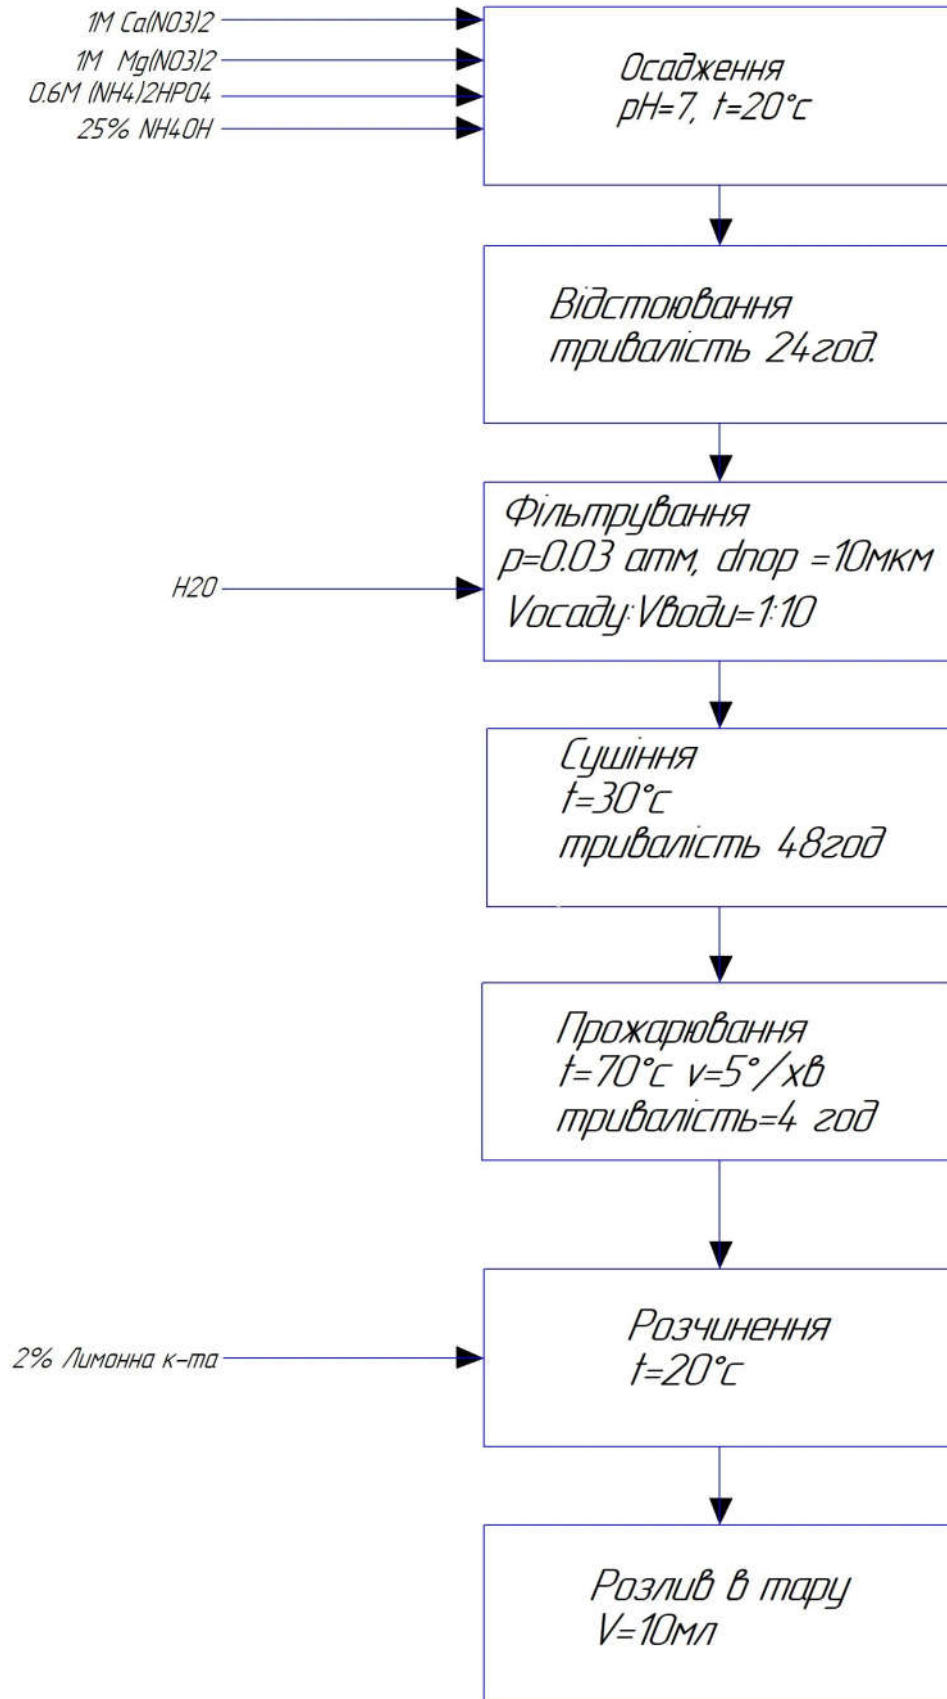 1M Ca(NO3)2
1M Mg(NO3)2
0.6M (NH4)2HPO4
25% NH4OH
Осадження
pH=7, t=20°с
Відстоювання
тривалість 24год.
Фільтрування
р=0.03 атм, dпор =10мкм
Vосаду:Vводи=1:10
H2O
Сушіння
t=30°с
тривалість 48год
Прожарювання
t=70°с v=5°/хв
тривалість=4 год
2% Лимонна к-та
Розчинення
t=20°с
Розлив в тару
V=10мл